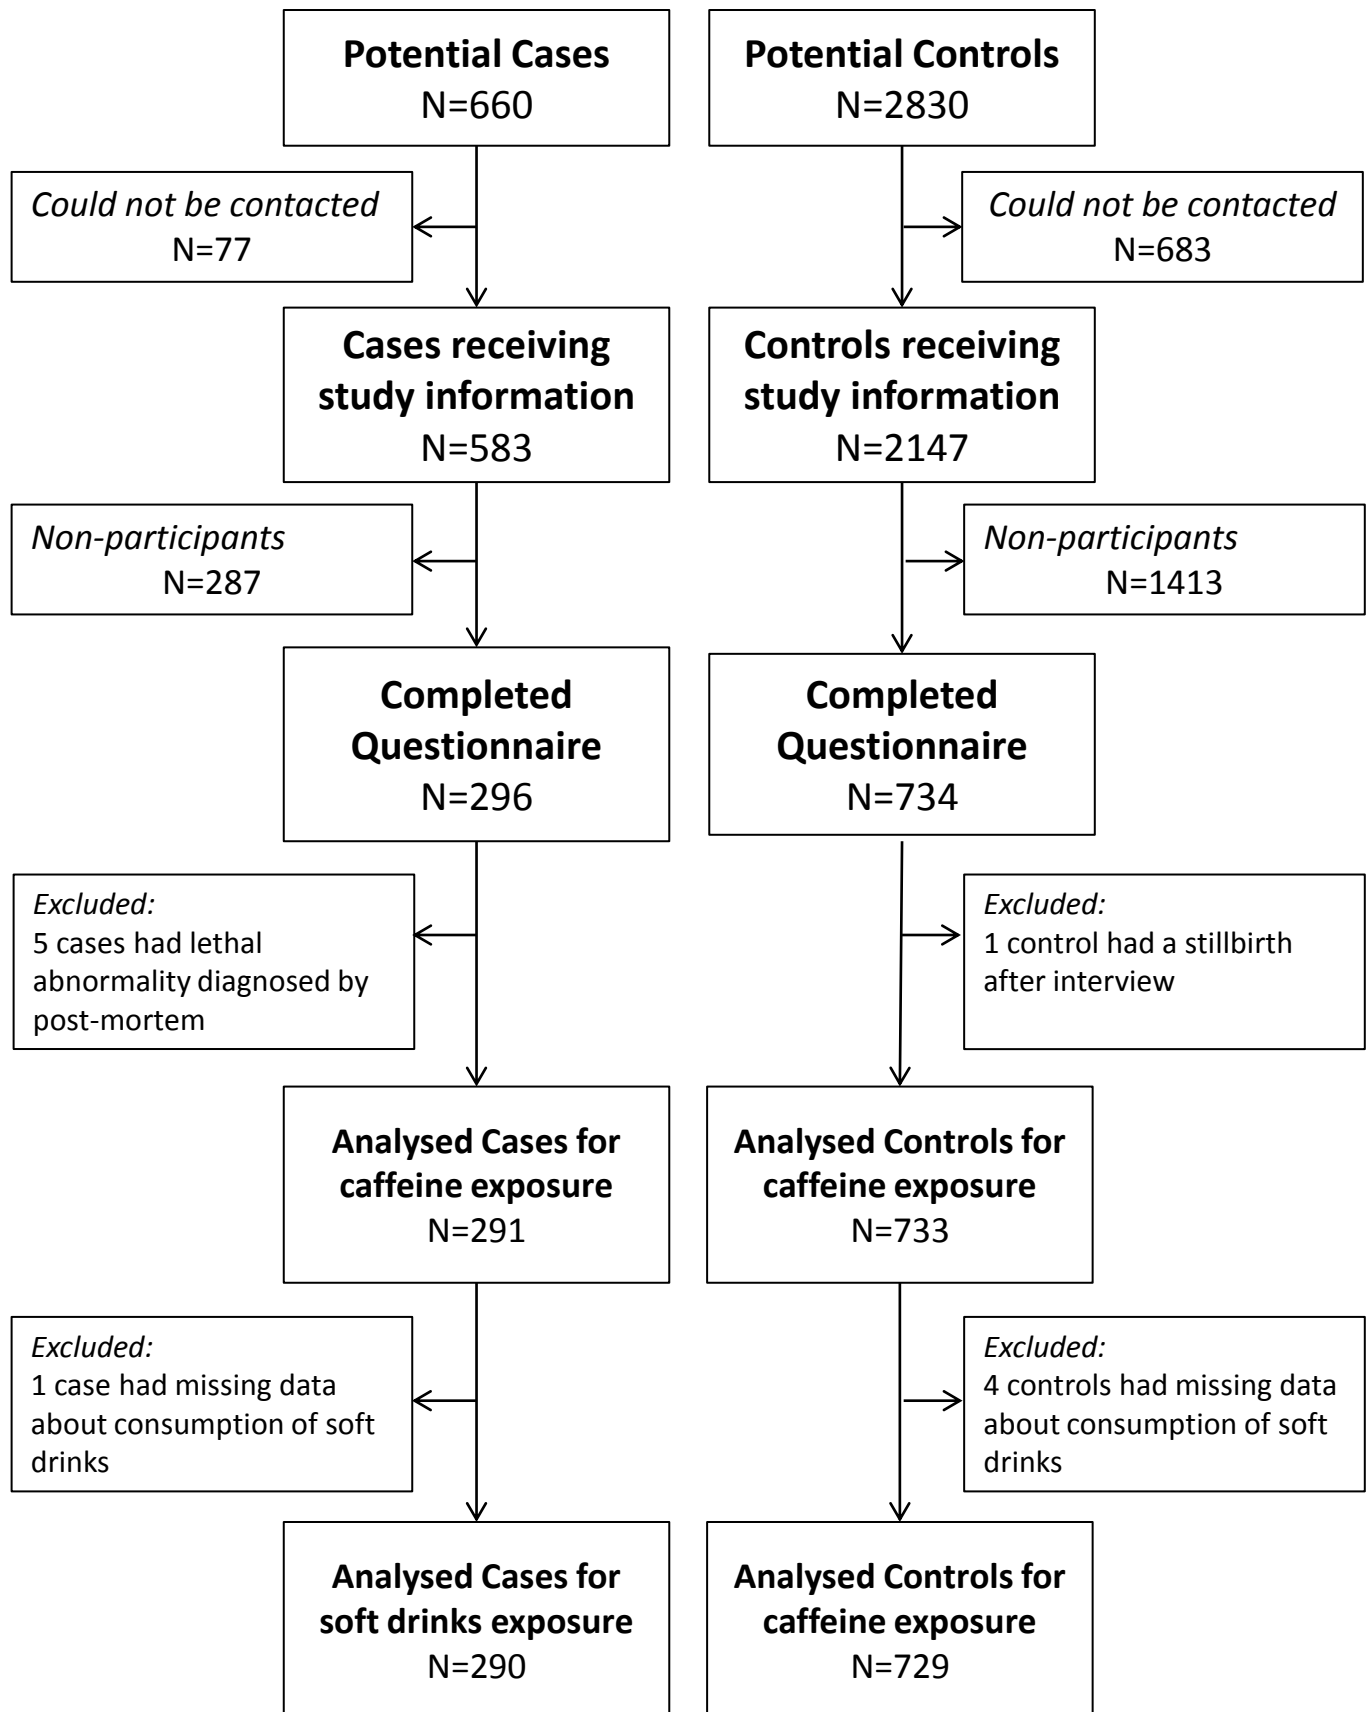 Potential Cases
N=660
Potential Controls
N=2830
Could not be contacted
N=77
Could not be contacted
N=683
Cases receiving
study information
N=583
Controls receiving
study information
N=2147
Non-participants
N=287
Non-participants
N=1413
Completed
Questionnaire
N=296
Completed
Questionnaire
N=734
Excluded:
5 cases had lethal
abnormality diagnosed by
post-mortem
Excluded:
1 control had a stillbirth
after interview
Analysed Cases for
caffeine exposure
N=291
Analysed Controls for
caffeine exposure
N=733
Excluded:
1 case had missing data
about consumption of soft
drinks
Excluded:
4 controls had missing data
about consumption of soft
drinks
Analysed Cases for
soft drinks exposure
N=290
Analysed Controls for
caffeine exposure
N=729